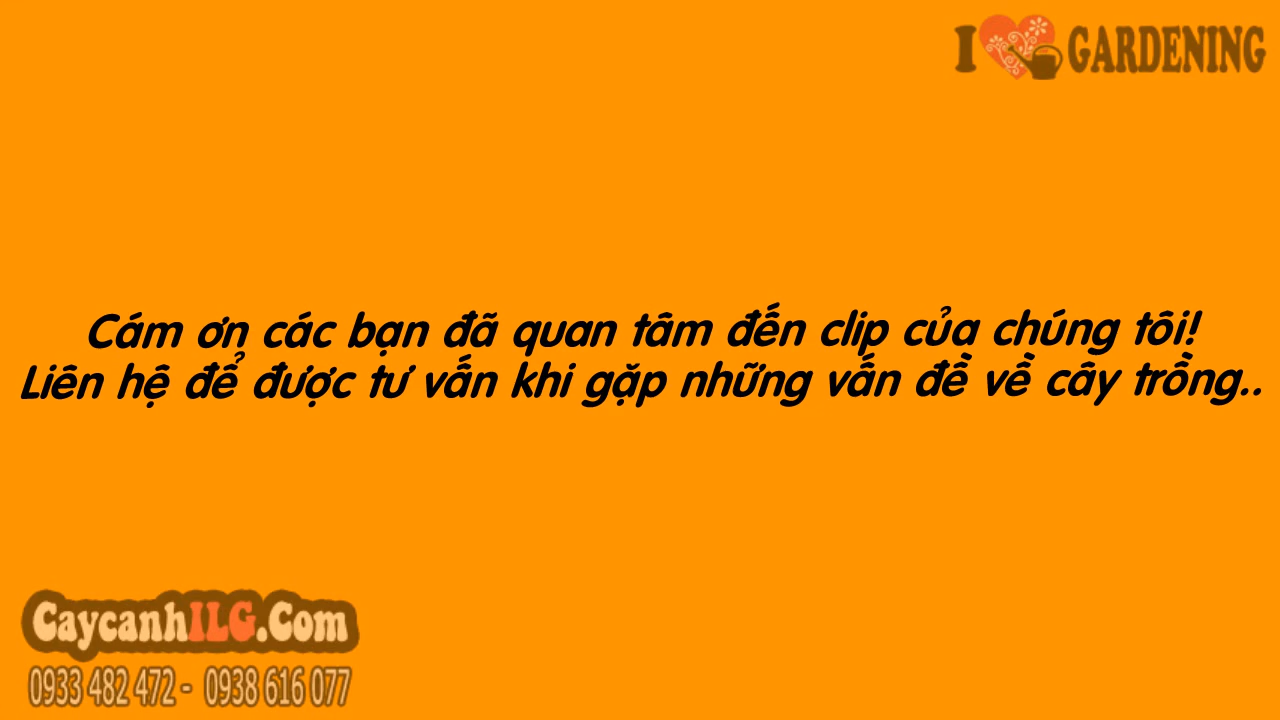 I GARDENING
Cám ơn các bạn đã quan tâm đến clip của chúng tôi!
Liên hệ để được tư vấn khi gặp những vấn đề về cây trồng..
CaycanhILG.Com
0933 482 472 - 0938 616 077